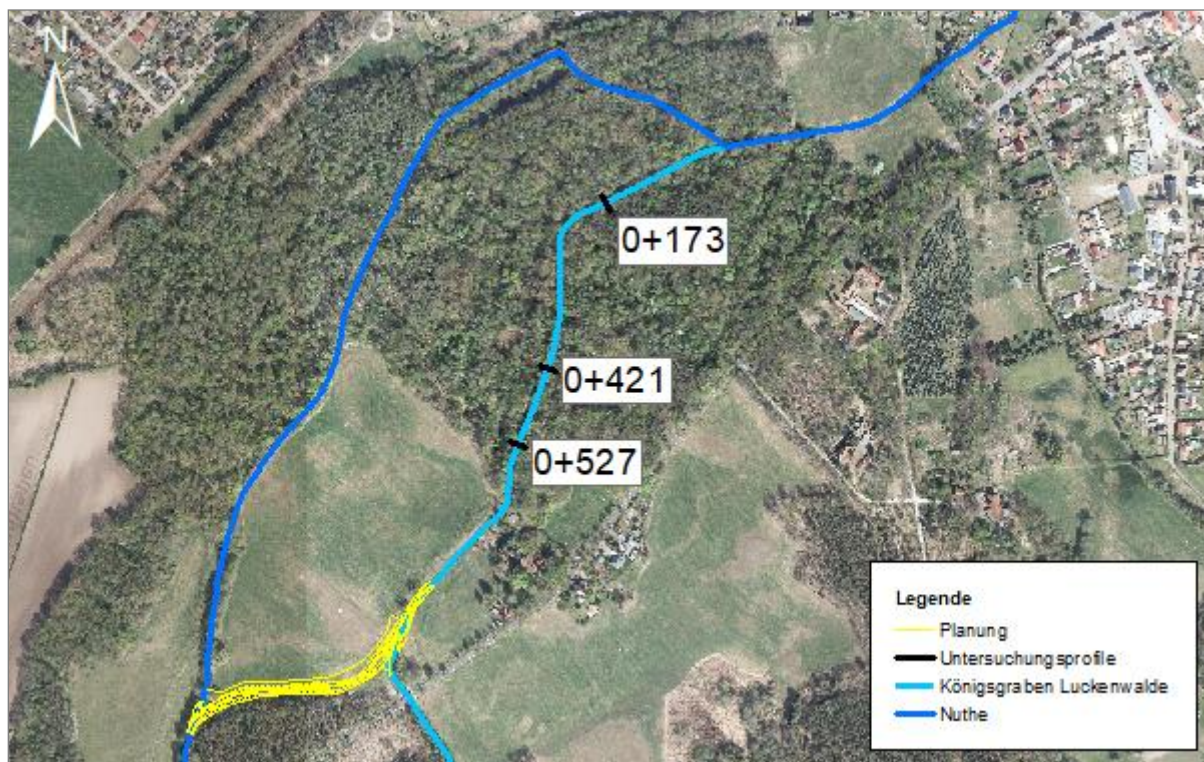 N
0+173
0+421
0+527
Legende
Planung
Untersuchungsprofile
Königsgraben Luckenwalde
Nuthe